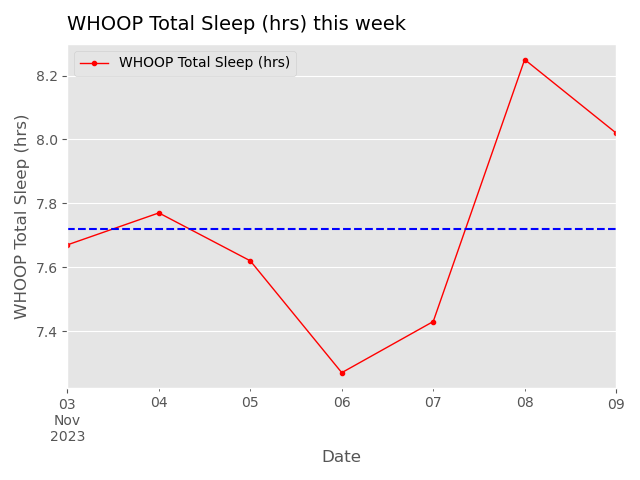 WHOOP Total Sleep (hrs) this week
WHOOP Total Sleep (hrs)
WHOOP Total Sleep (hrs)
8.2
8.0
7.8
7.6
7.4
03 04 05 06 07 08 09
Nov
2023
Date